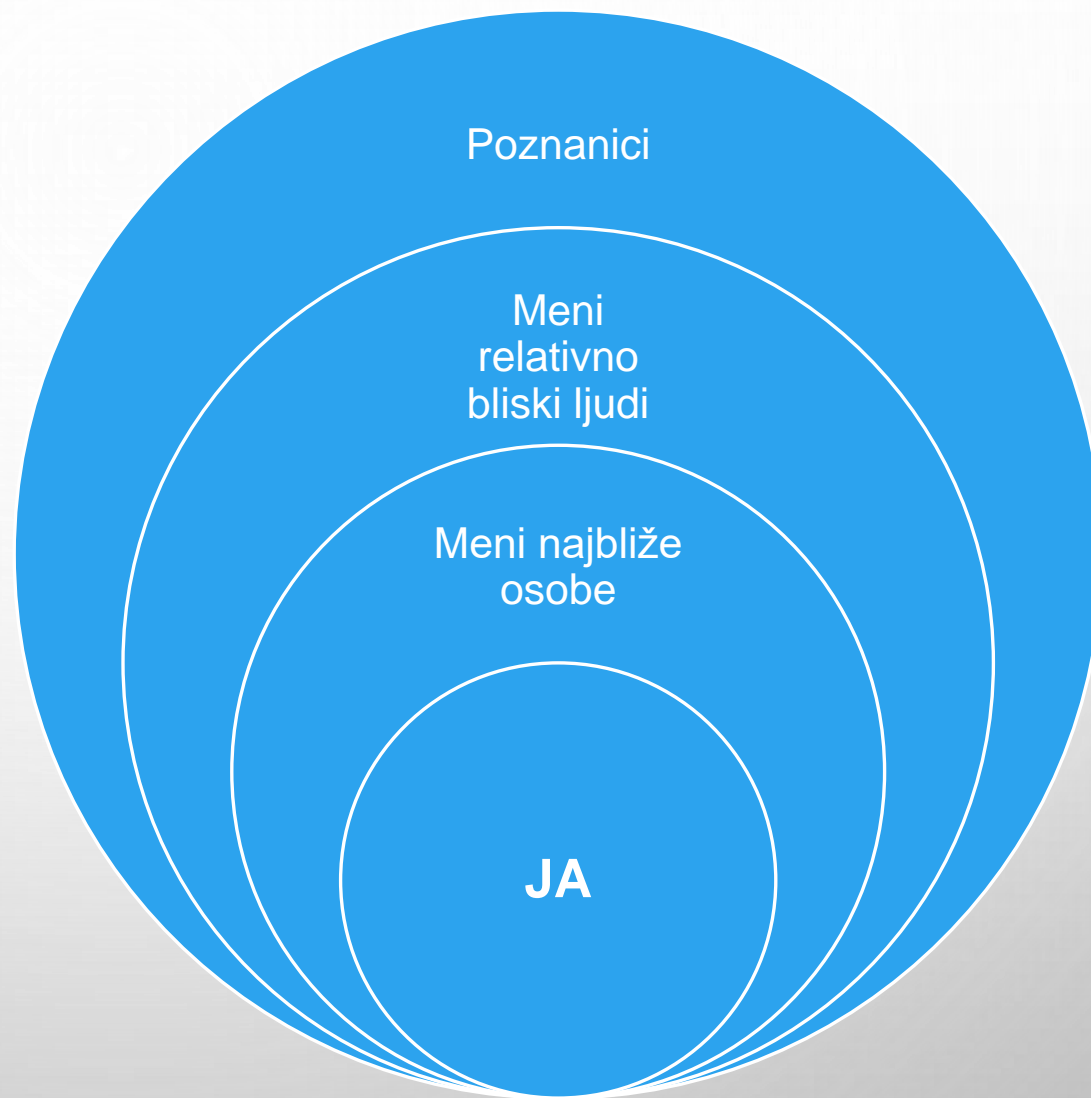 Poznanici
Meni
relativno
bliski ljudi
Meni najbliže
osobe
JA